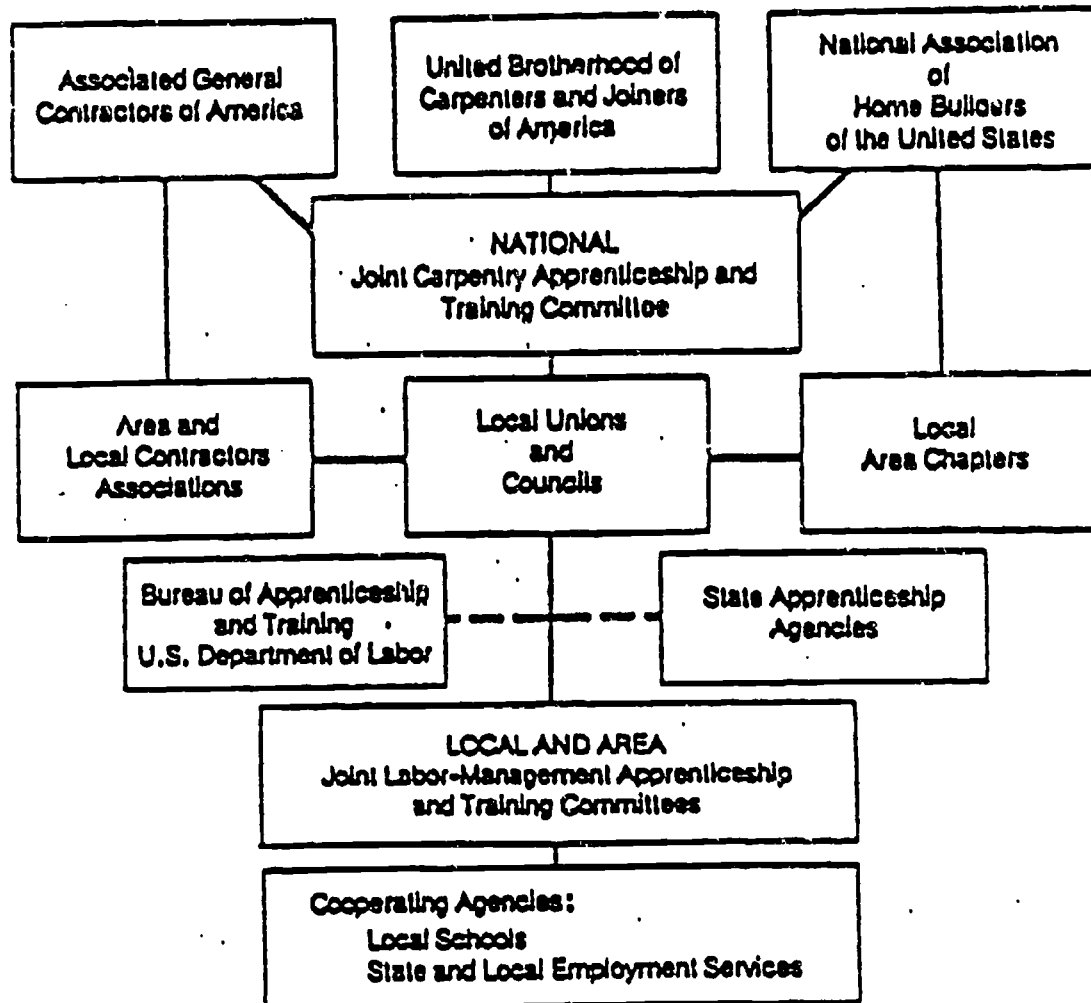 Associated General
Contractors of America
United Brotherhood of
Carpenters and Joiners
of America
National Association
of
Home Builders
of the United States
NATIONAL
Joint Carpentry Apprenticeship and
Training Committee
Area and
Local Contractors
Associations
Local Unions
and
Councils
Local
Area Chapters
Bureau of Apprenticeship
and Training
U.S. Department of Labor
State Apprenticeship
Agencies
LOCAL AND AREA
Joint Labor-Management Apprenticeship
and Training Committees
Cooperating Agencies:
Local Schools
State and Local Employment Services